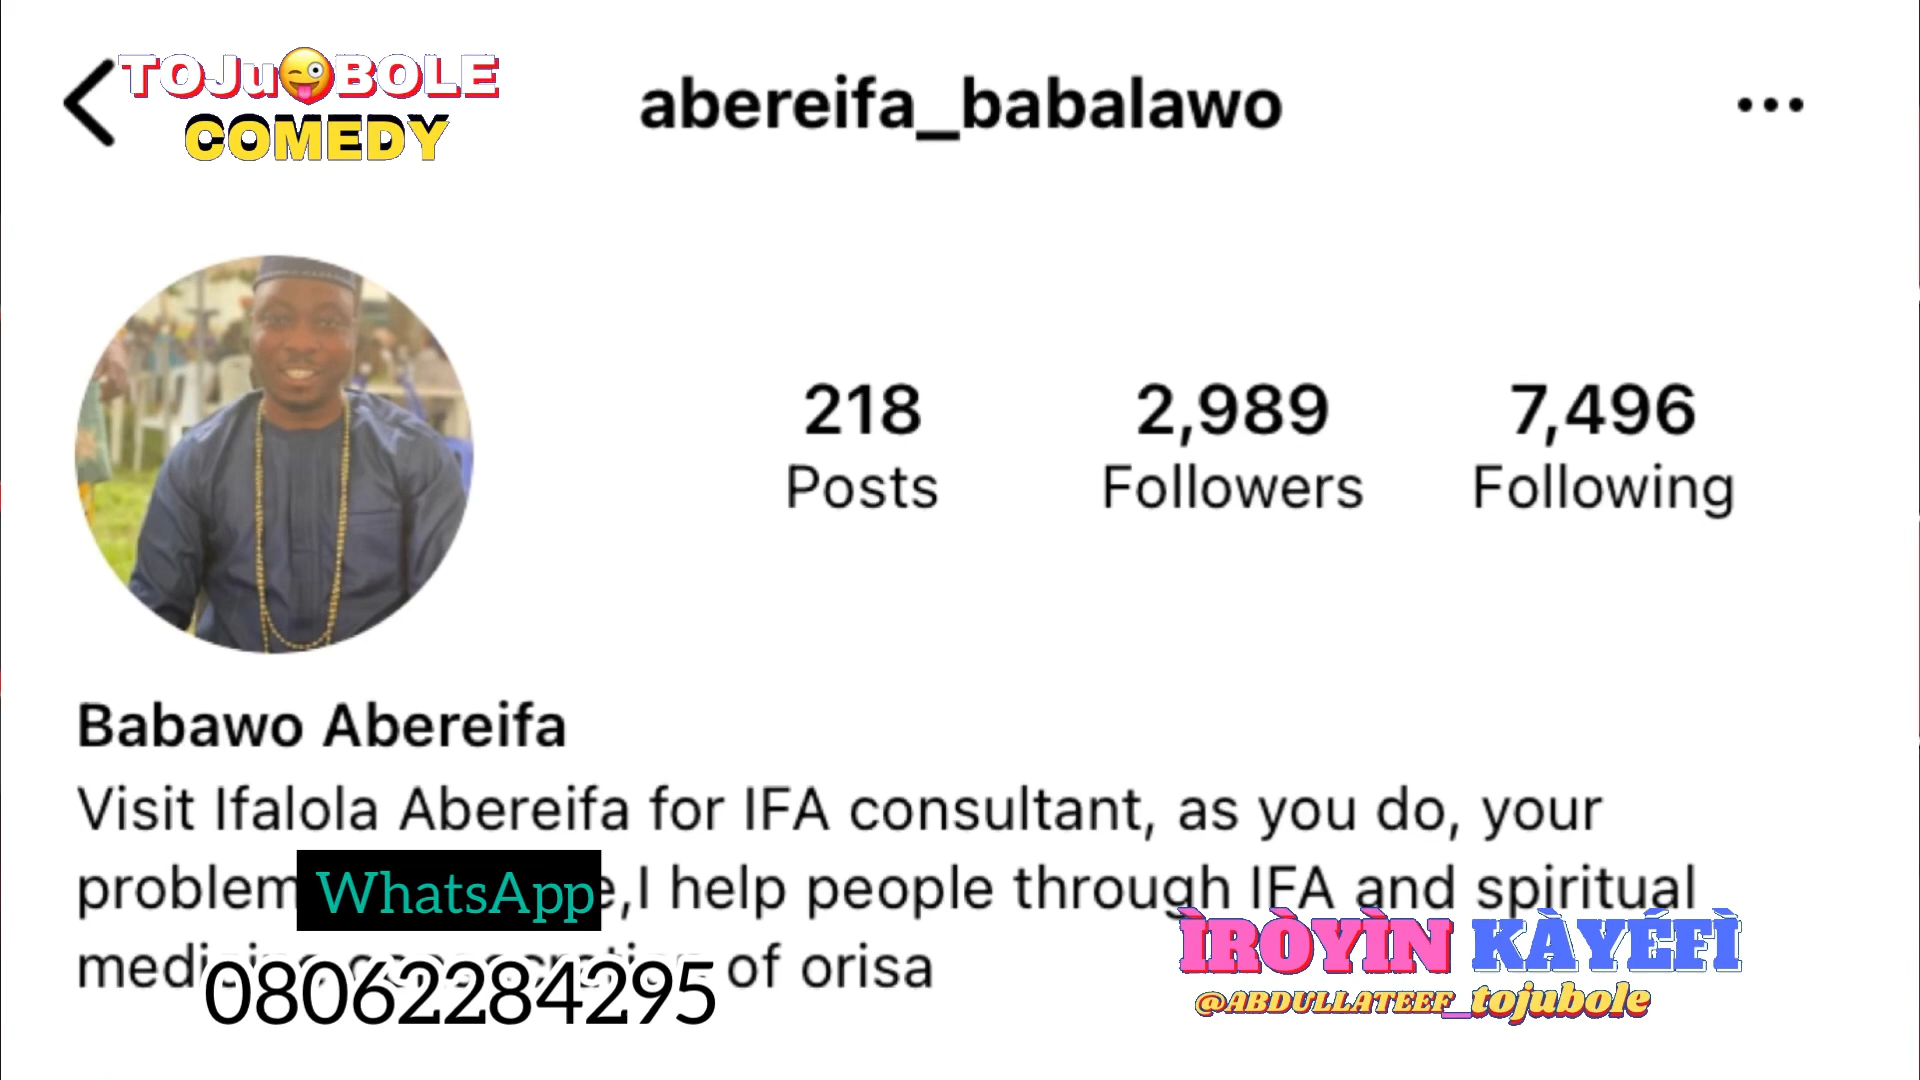 TOJu BOLE
COMEDY
abereifa_babalawo
218
Posts
2,989
Followers
7,496
Following
Babawo Abereifa
Visit Ifalola Abereifa for IFA consultant, as you do, your
problem WhatsApp e,I help people through IFA and spiritual
of orisa
08062284295
ÌRÒYÌN KÀYÉFÌ
@ABDULLATEEF_tojubole